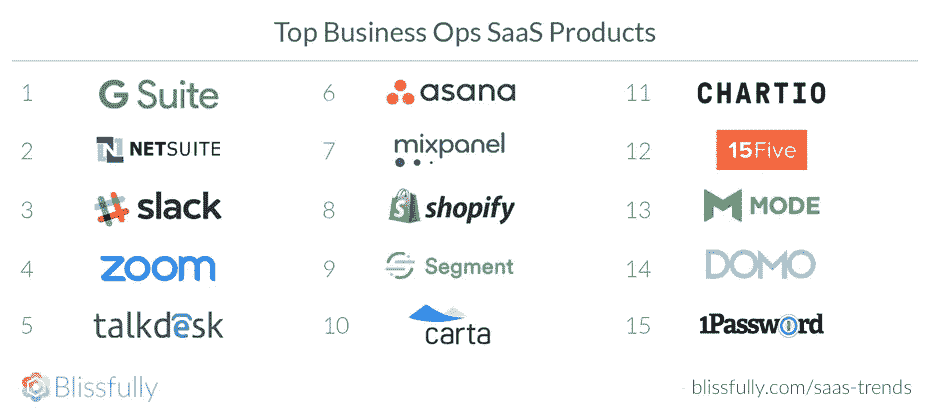 Top Business Ops SaaS Products
1 G Suite
2 NETSUITE
3 slack
4 zoom
5 talkdesk
6 asana
7 mixpanel
8 shopify
9 Segment
10 carta
11 CHARTIO
12 15Five
13 MODE
14 DOMO
15 1Password
Blissfully
blissfully.com/saas-trends